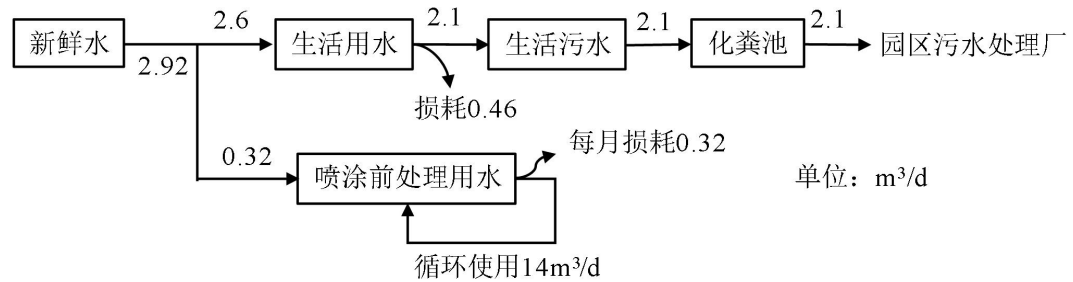 新鲜水
2.92
2.6
生活用水
损耗0.46
2.1
生活污水
2.1
化粪池
2.1
园区污水处理厂
0.32
喷涂前处理用水
每月损耗0.32
循环使用14m³/d
单位：m³/d